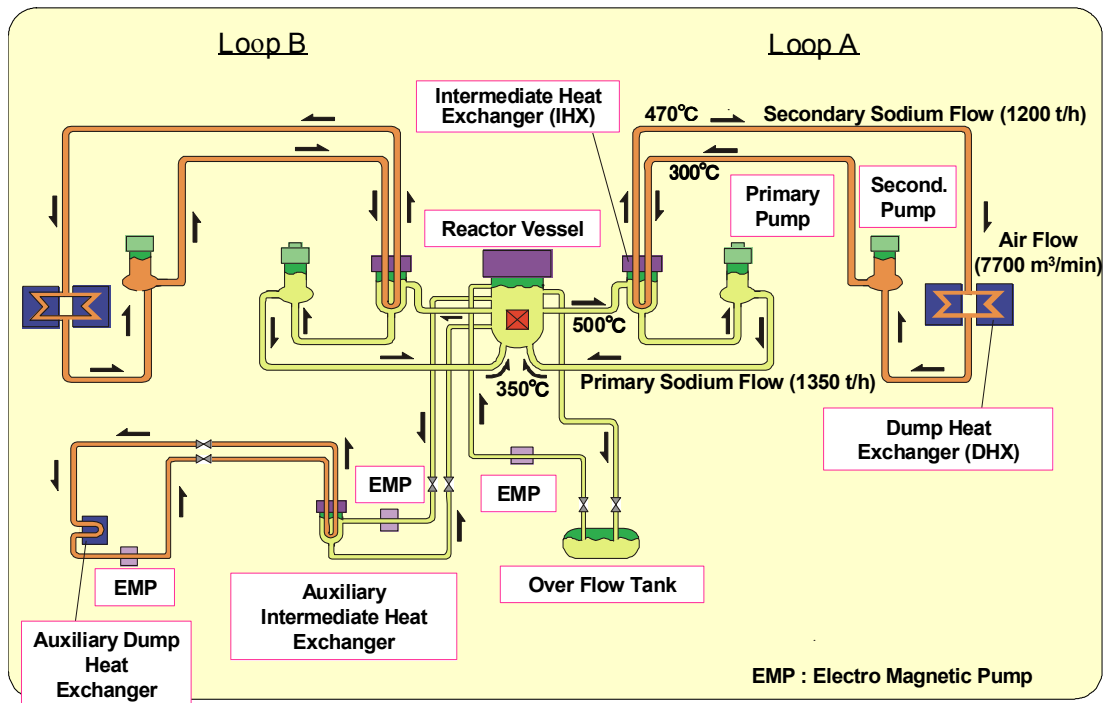 Loop B
Loop A
Intermediate Heat
Exchanger (IHX)
470°C
Secondary Sodium Flow (1200 t/h)
300°C
Primary
Pump
Second.
Pump
Reactor Vessel
Air Flow
(7700 m³/min)
500°C
Primary Sodium Flow (1350 t/h)
350°C
Dump Heat
Exchanger (DHX)
EMP
EMP
EMP
Over Flow Tank
Auxiliary
Intermediate Heat
Exchanger
Auxiliary Dump
Heat
Exchanger
EMP : Electro Magnetic Pump